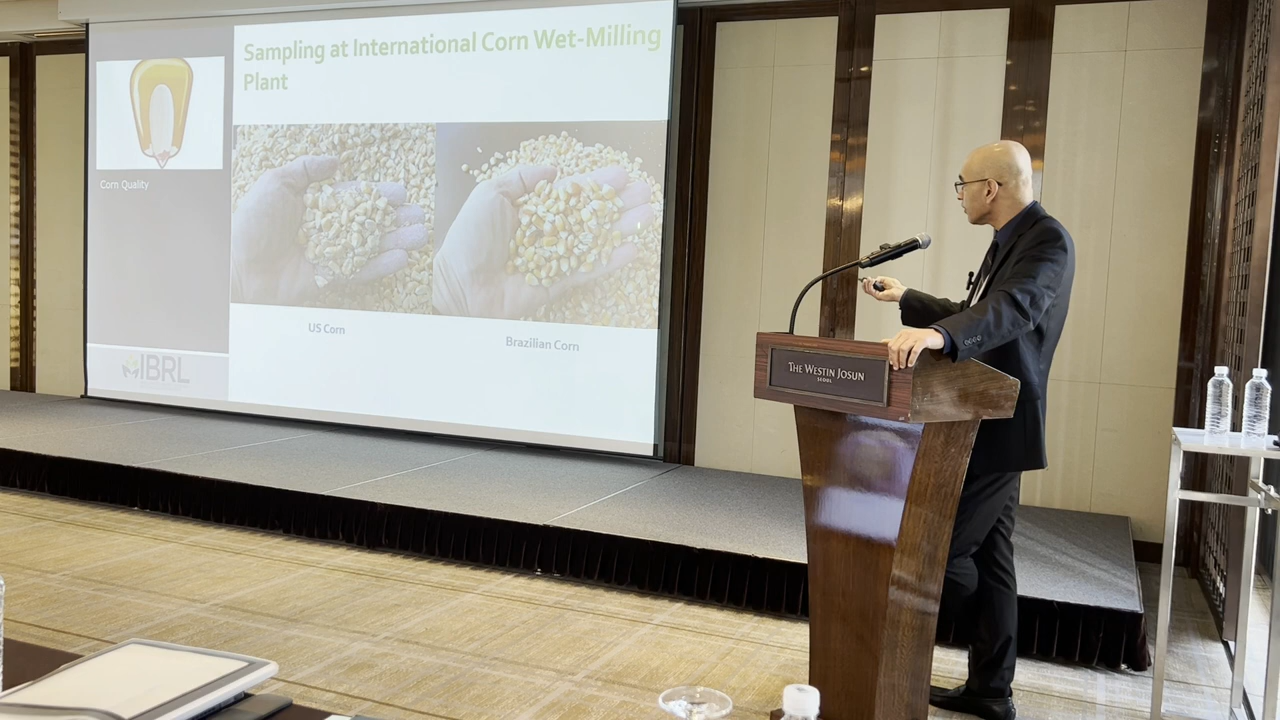 Sampling at International Corn Wet-Milling
Plant
Corn Quality
US Corn
Brazilian Corn
IBRL
THE WESTIN JOSUN
SEOUL